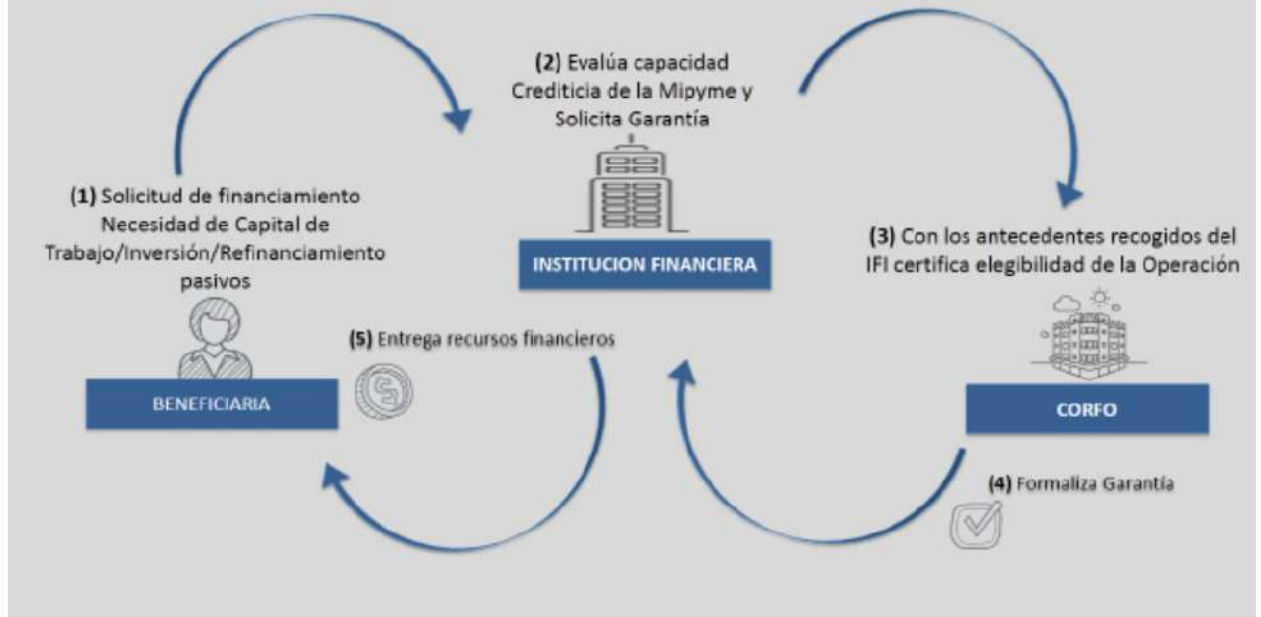 (1) Solicitud de financiamiento
Necesidad de Capital de
Trabajo/Inversión/Refinanciamiento
pasivos
BENEFICIARIA
(2) Evalúa capacidad
Crediticia de la Mipyme y
Solicita Garantía
INSTITUCION FINANCIERA
(3) Con los antecedentes recogidos del
IFI certifica elegibilidad de la Operación
CORFO
(4) Formaliza Garantía
(5) Entrega recursos financieros